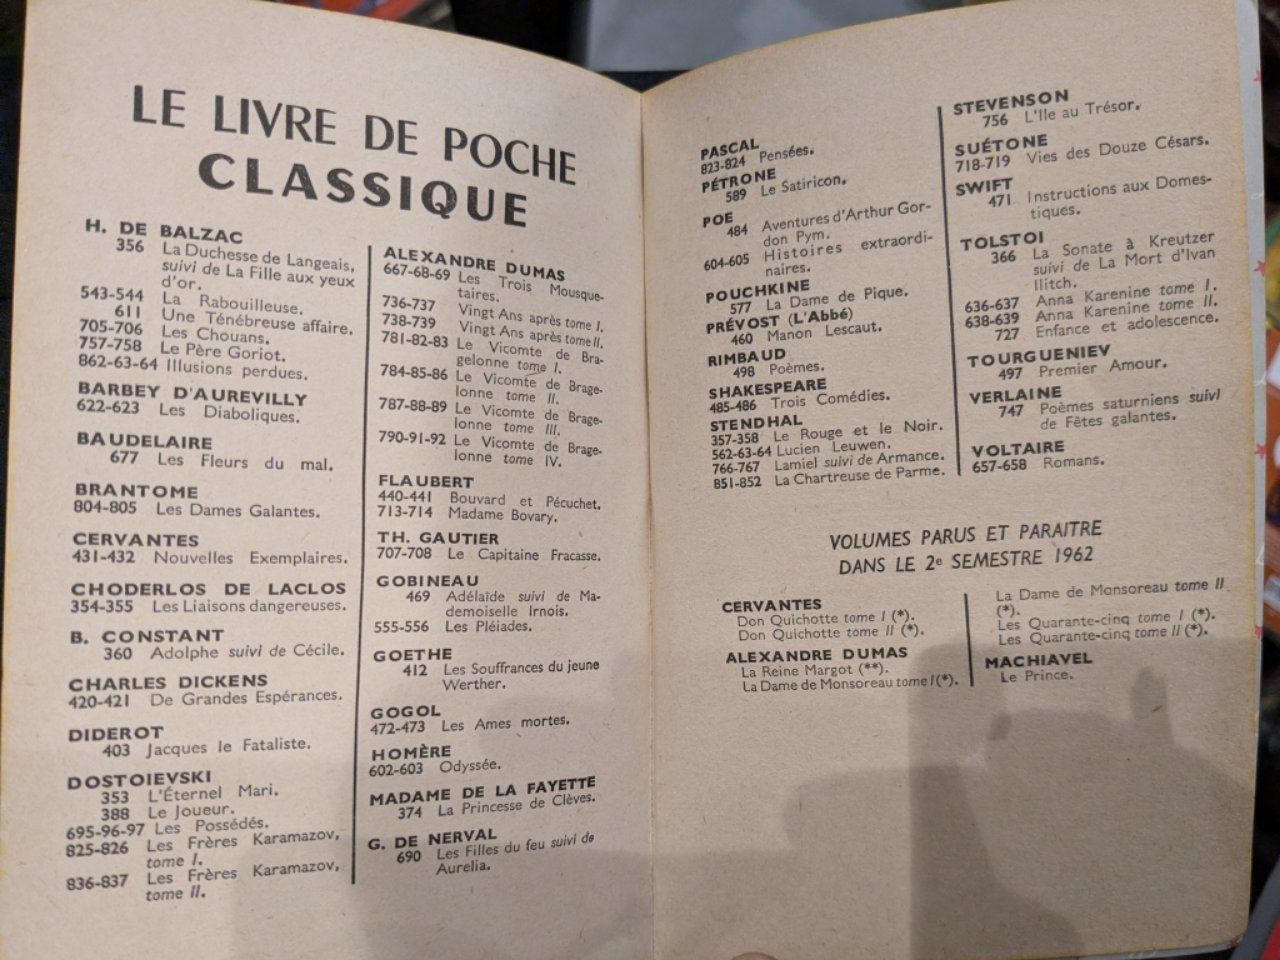 LE LIVRE DE POCHE
CLASSIQUE
H. DE BALZAC
356 La Duchesse de Langeais,
suivi de La Fille aux yeux
d'or.
543-544 La Rabouilleuse.
611 Une Ténébreuse affaire.
705-706 Les Chouans.
757-758 Le Père Goriot.
862-63-64 Illusions perdues.
BARBEY D'AUREVILLY
622-623 Les Diaboliques.
BAUDELAIRE
677 Les Fleurs du mal.
BRANTOME
804-805 Les Dames Galantes.
CERVANTES
431-432 Nouvelles Exemplaires.
CHODERLOS DE LACLOS
354-355 Les Liaisons dangereuses.
B. CONSTANT
360 Adolphe suivi de Cécile.
CHARLES DICKENS
420-421 De Grandes Espérances.
DIDEROT
403 Jacques le Fataliste.
DOSTOIEVSKI
353 L'Éternel Mari.
388 Le Joueur.
695-96-97 Les Possédés.
825-826 Les Frères Karamazov,
tome I.
836-837 Les Frères Karamazov,
tome II.
ALEXANDRE DUMAS
667-68-69 Les Trois Mousque-
taires.
736-737 Vingt Ans après tome I.
738-739 Vingt Ans après tome II.
781-82-83 Le Vicomte de Bra-
gelonne tome I.
784-85-86 Le Vicomte de Brage-
lonne tome II.
787-88-89 Le Vicomte de Brage-
lonne tome III.
790-91-92 Le Vicomte de Brage-
lonne tome IV.
FLAUBERT
440-441 Bouvard et Pécuchet.
713-714 Madame Bovary.
TH. GAUTIER
707-708 Le Capitaine Fracasse.
GOBINEAU
469 Adélaïde suivi de Ma-
demoiselle Irnois.
555-556 Les Pléiades.
GOETHE
412 Les Souffrances du jeune
Werther.
GOGOL
472-473 Les Ames mortes.
HOMÈRE
602-603 Odyssée.
MADAME DE LA FAYETTE
374 La Princesse de Clèves.
G. DE NERVAL
690 Les Filles du feu suivi de
Aurelia.
PASCAL
823-824 Pensées.
PÉTRONE
589 Le Satiricon.
POE
484 Aventures d'Arthur Gor-
don Pym.
604-605 Histoires extraordi-
naires.
POUCHKINE
577 La Dame de Pique.
PRÉVOST (L'Abbé)
460 Manon Lescaut.
RIMBAUD
498 Poèmes.
SHAKESPEARE
485-486 Trois Comédies.
STENDHAL
357-358 Le Rouge et le Noir.
562-63-64 Lucien Leuwen.
766-767 Lamiel suivi de Armance.
851-852 La Chartreuse de Parme.
STEVENSON
756 L'Ile au Trésor.
SUÉTONE
718-719 Vies des Douze Césars.
SWIFT
471 Instructions aux Domes-
tiques.
TOLSTOI
366 La Sonate à Kreutzer
suivi de La Mort d'Ivan
Ilitch.
636-637 Anna Karenine tome I.
638-639 Anna Karenine tome II.
727 Enfance et adolescence.
TOURGUENIEV
497 Premier Amour.
VERLAINE
747 Poèmes saturniens suivi
de Fêtes galantes.
VOLTAIRE
657-658 Romans.
VOLUMES PARUS ET PARAITRE
DANS LE 2e SEMESTRE 1962
CERVANTES
Don Quichotte tome I (*).
Don Quichotte tome II (*).
ALEXANDRE DUMAS
La Reine Margot (**).
La Dame de Monsoreau tome I(*).
La Dame de Monsoreau tome II
(*).
Les Quarante-cinq tome I (*).
Les Quarante-cinq tome II (*).
MACHIAVEL
Le Prince.